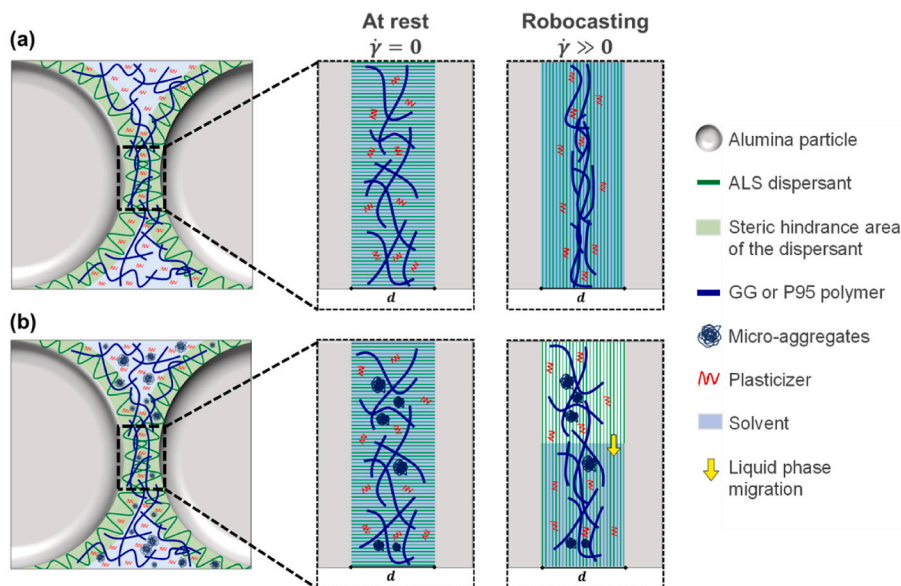 At rest
γ̇ = 0
Robocasting
γ̇ ≫ 0
(a)
d
d
Alumina particle
ALS dispersant
Steric hindrance area
of the dispersant
GG or P95 polymer
Micro-aggregates
Plasticizer
Solvent
Liquid phase
migration
(b)
d
d